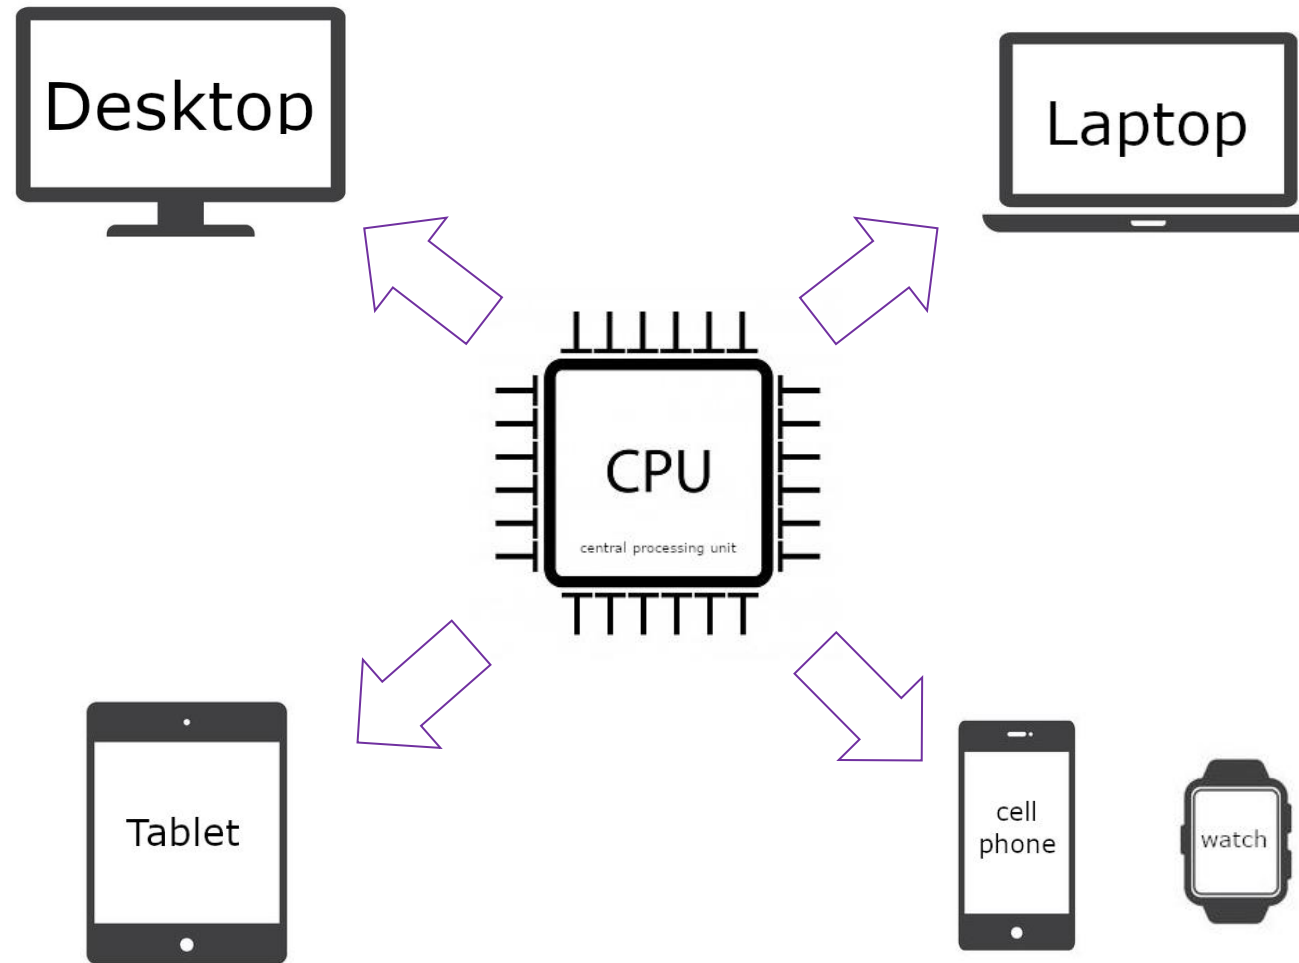 Desktop
Laptop
CPU
central processing unit
Tablet
cell
phone
watch